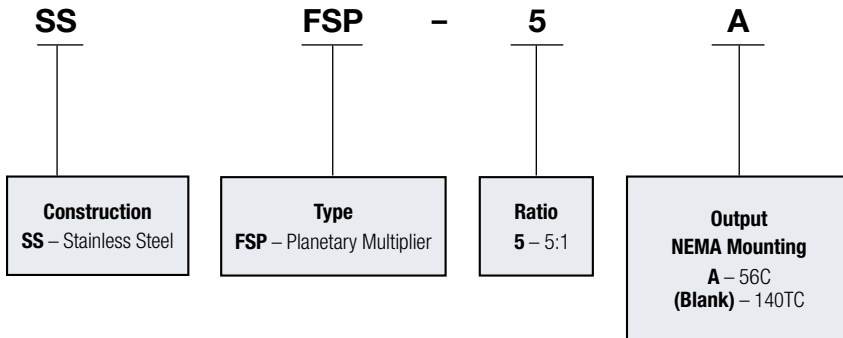 SS FSP – 5 A
Construction
SS – Stainless Steel
Type
FSP – Planetary Multiplier
Ratio
5 – 5:1
Output
NEMA Mounting
A – 56C
(Blank) – 140TC